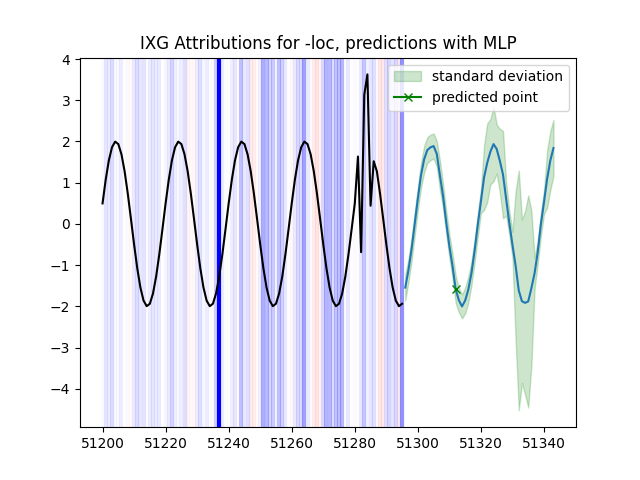 IXG Attributions for -loc, predictions with MLP
standard deviation
predicted point
4
3
2
1
0
−1
−2
−3
−4
51200 51220 51240 51260 51280 51300 51320 51340